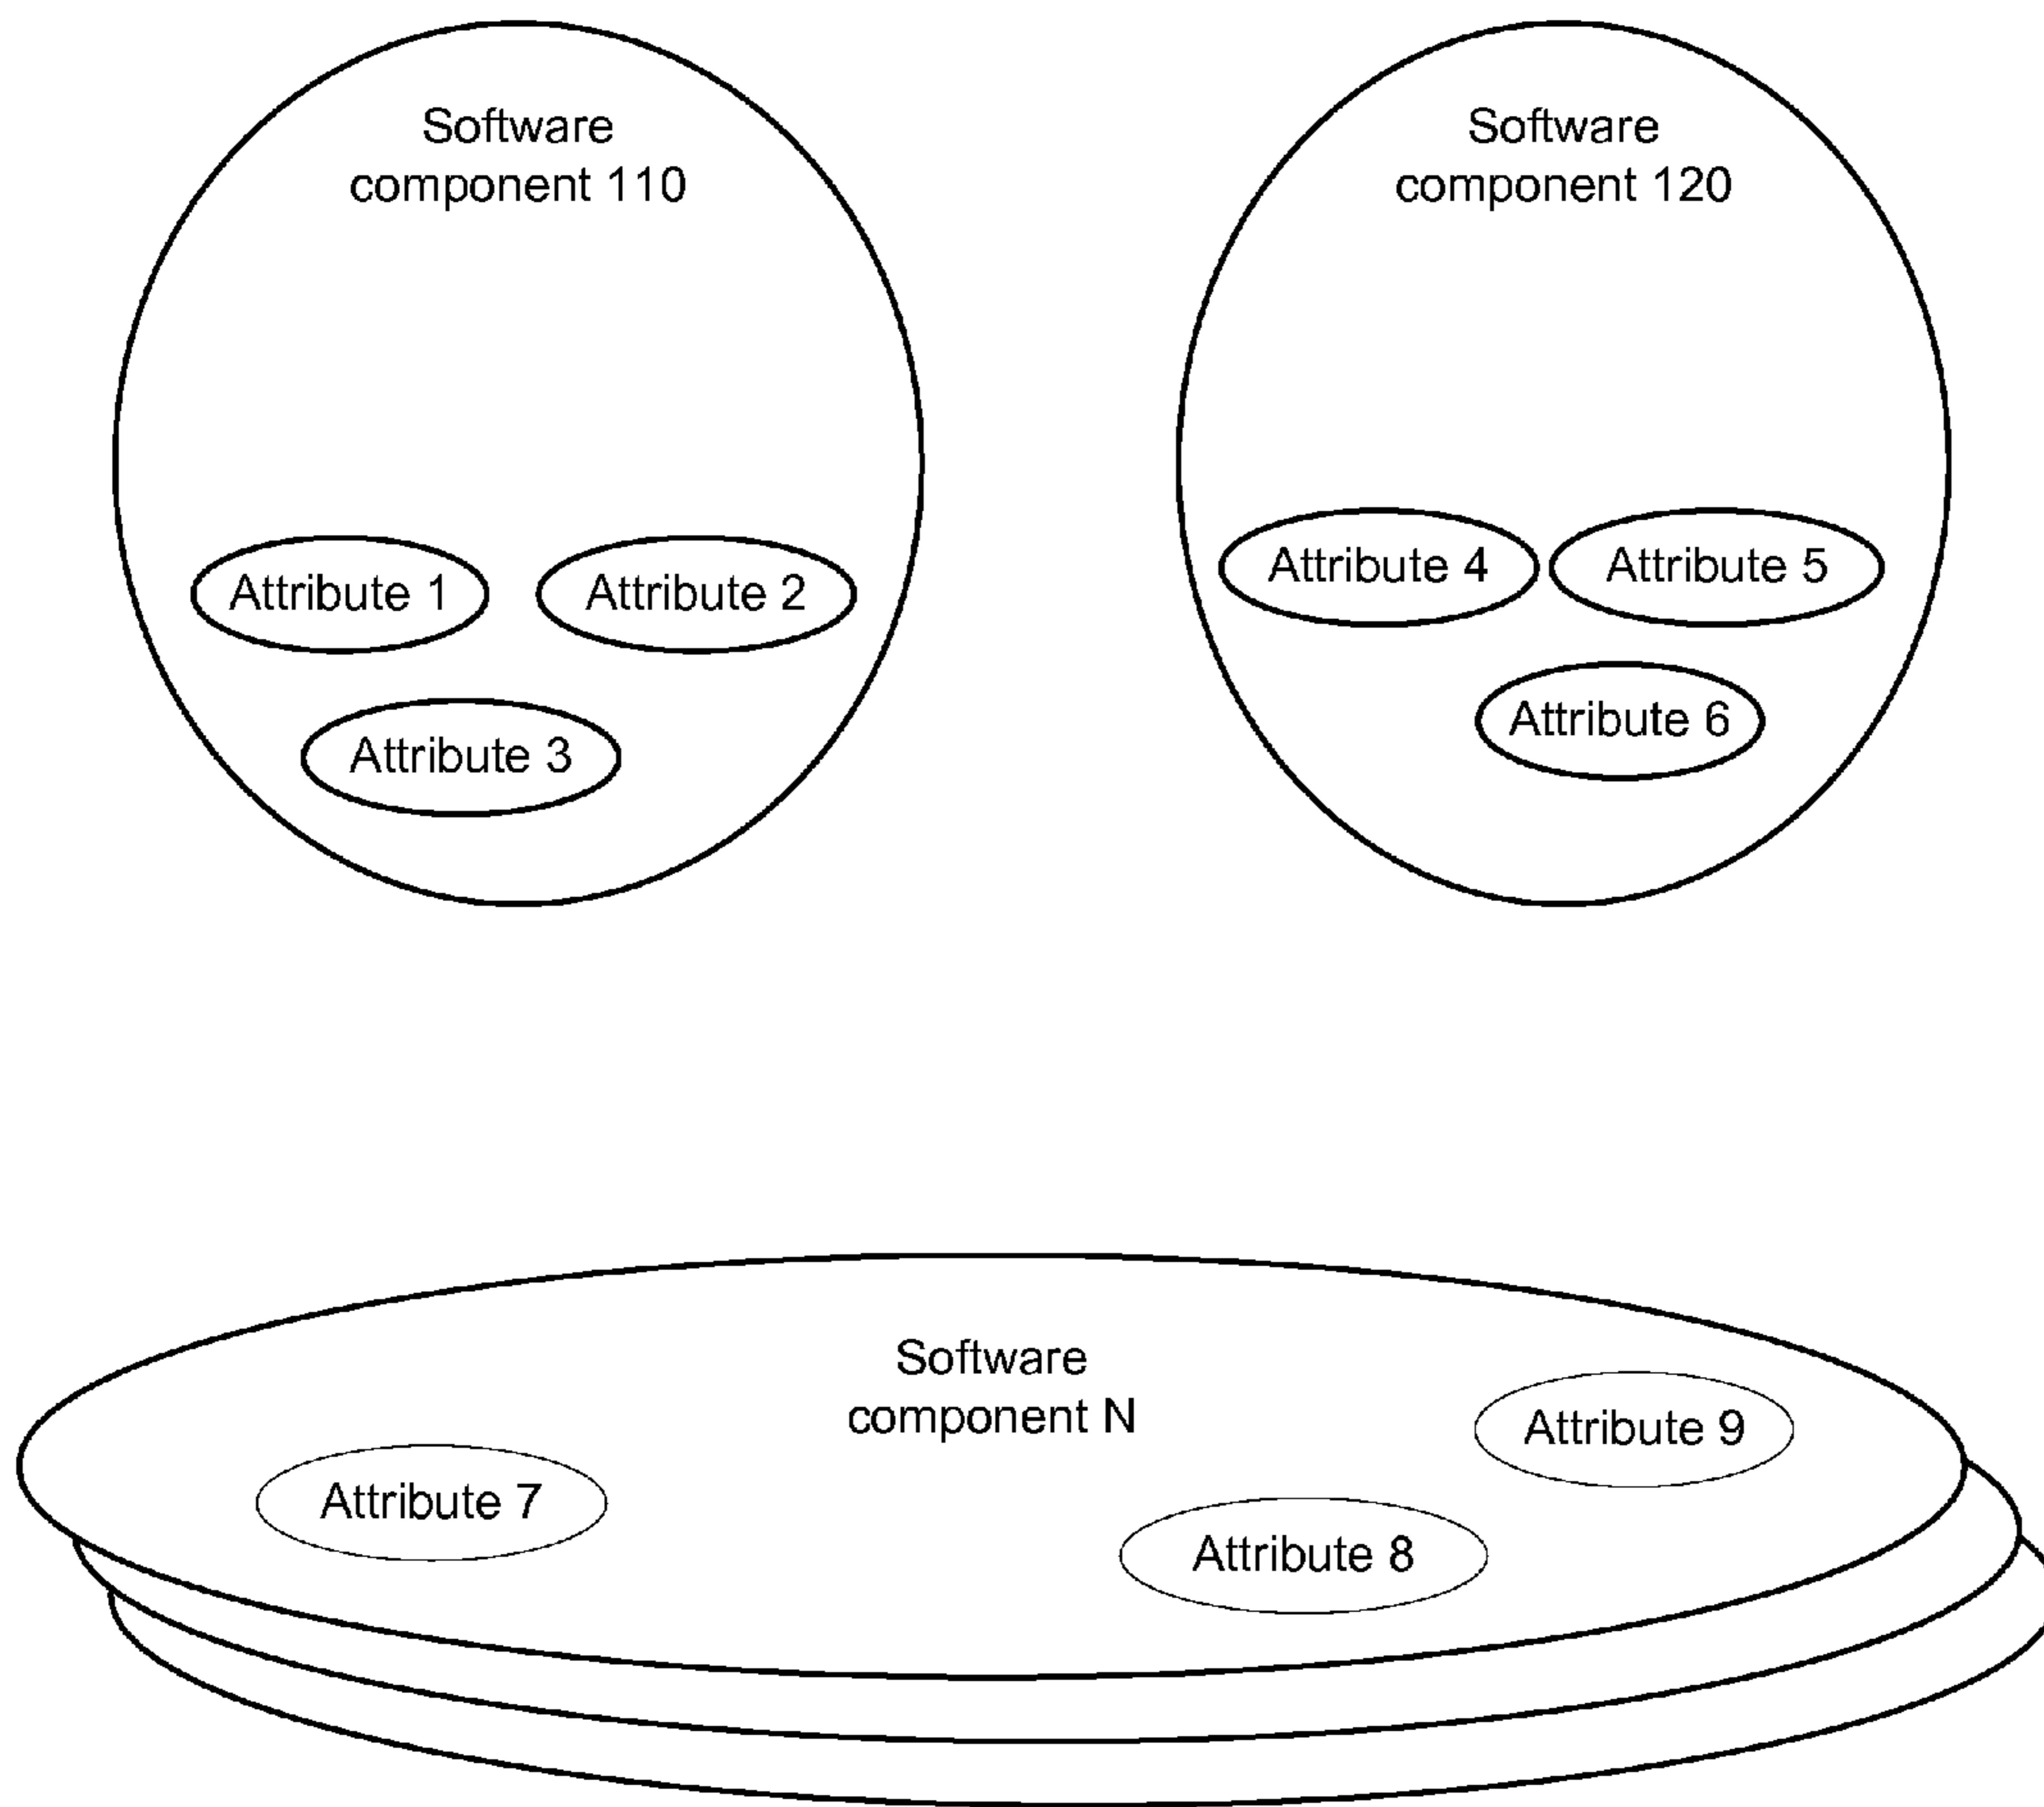 Software
component 110
Attribute 1
Attribute 2
Attribute 3
Software
component 120
Attribute 4
Attribute 5
Attribute 6
Software
component N
Attribute 9
Attribute 7
Attribute 8